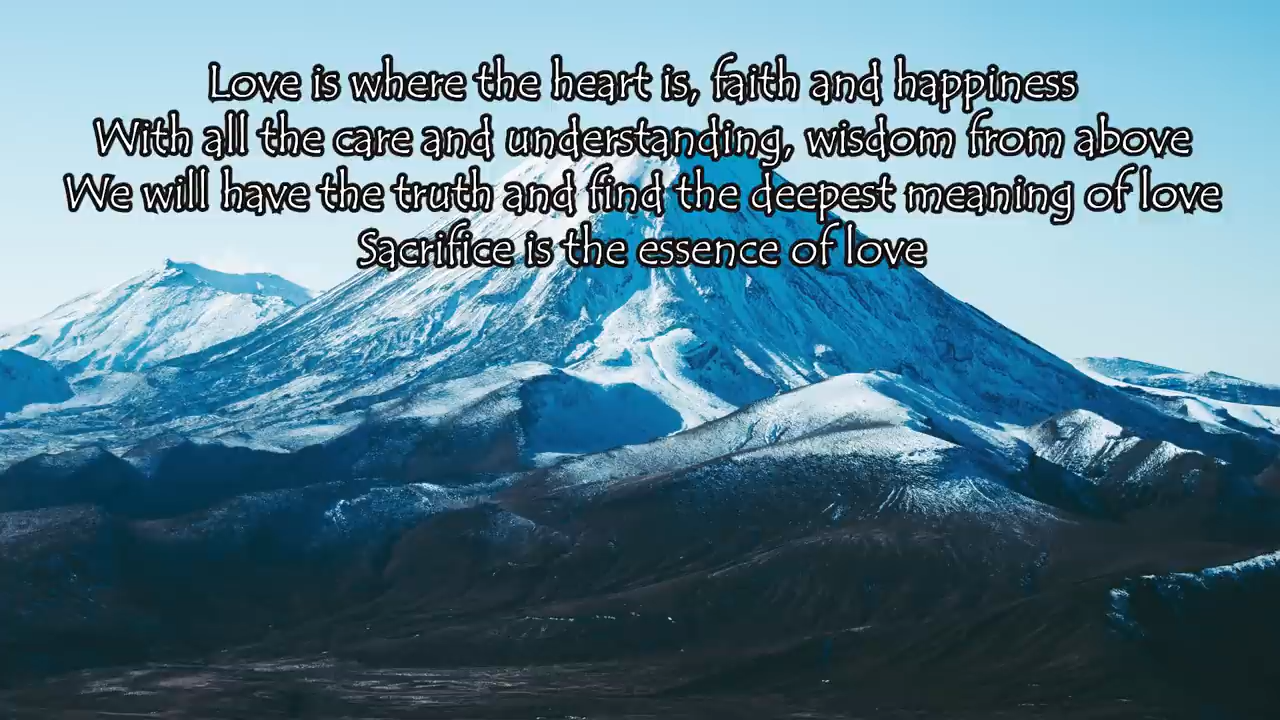 Love is where the heart is, faith and happiness
With all the care and understanding, wisdom from above
We will have the truth and find the deepest meaning of love
Sacrifice is the essence of love